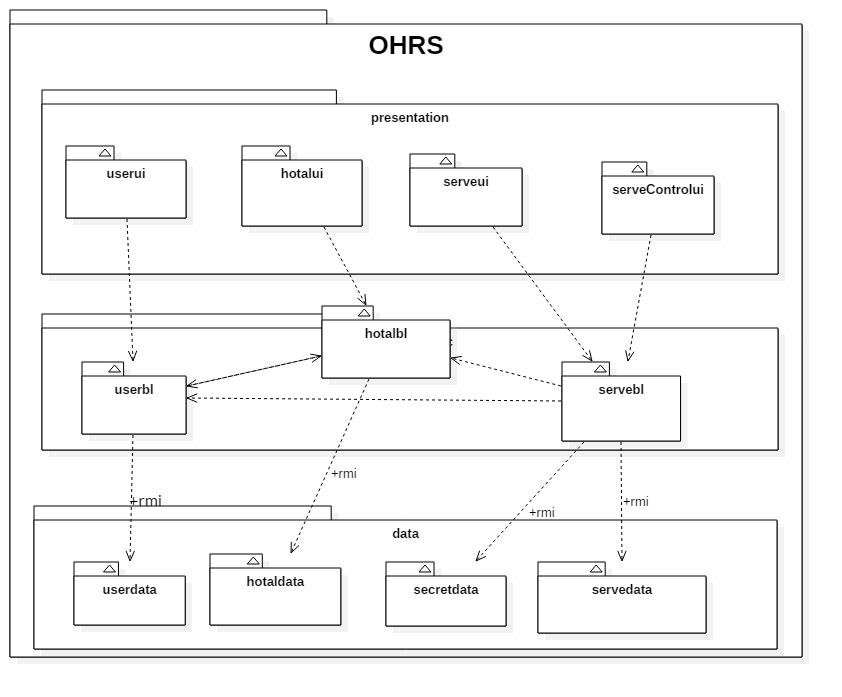 OHRS
presentation
userui
hotalui
serveui
serveControlui
hotalbl
userbl
servebl
+rmi
+rmi
+rmi
+rmi
data
userdata
hotaldata
secretdata
servedata